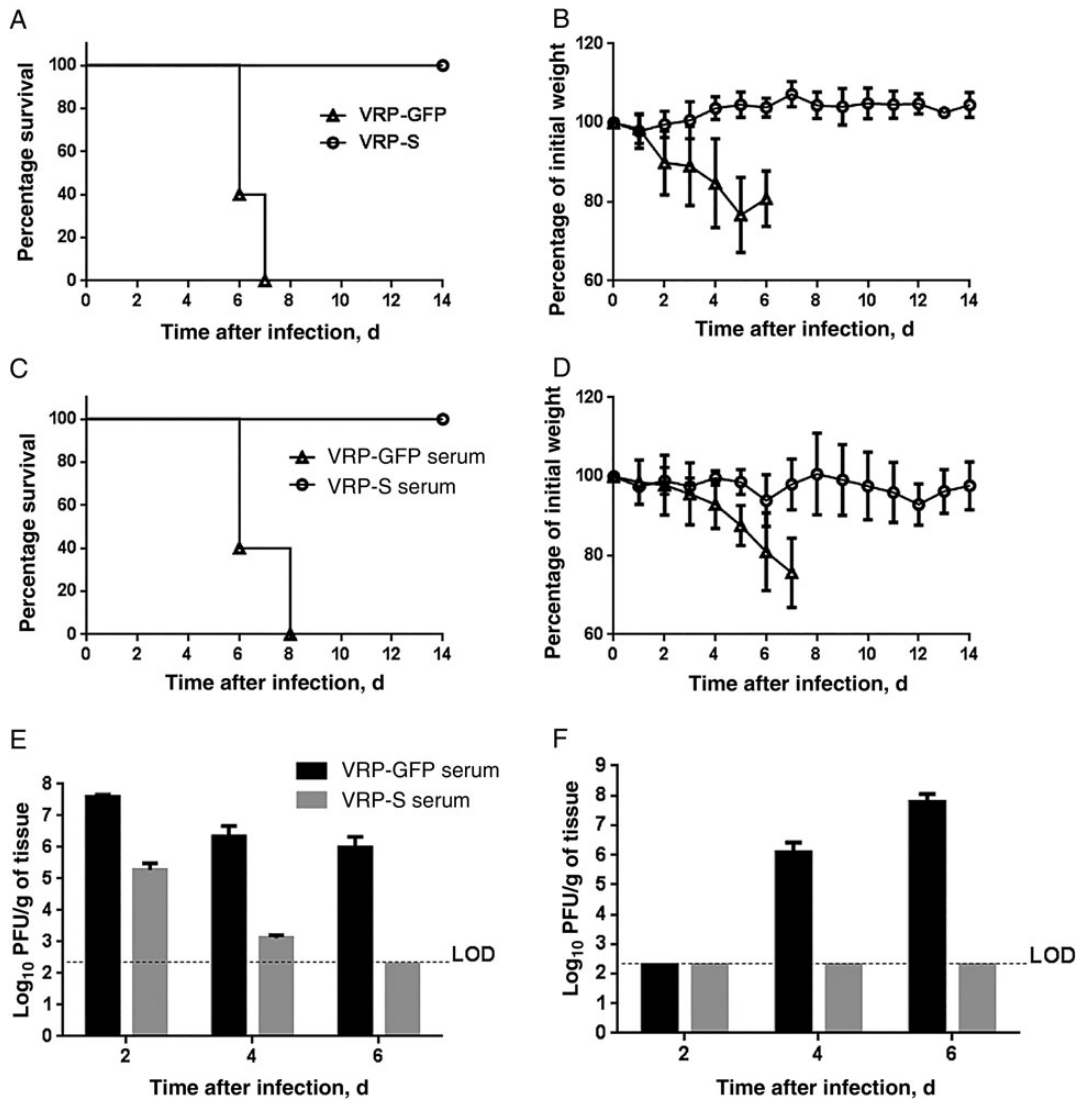 A
Percentage survival
100
80
60
40
20
0
VRP-GFP
VRP-S
0 2 4 6 8 10 12 14
Time after infection, d
B
Percentage of initial weight
120
100
80
60
0 2 4 6 8 10 12 14
Time after infection, d
C
Percentage survival
100
80
60
40
20
0
VRP-GFP serum
VRP-S serum
0 2 4 6 8 10 12 14
Time after infection, d
D
Percentage of initial weight
120
100
80
60
0 2 4 6 8 10 12 14
Time after infection, d
E
Log10 PFU/g of tissue
8
7
6
5
4
3
2
1
0
VRP-GFP serum
VRP-S serum
LOD
2 4 6
Time after infection, d
F
Log10 PFU/g of tissue
9
8
7
6
5
4
3
2
1
0
LOD
2 4 6
Time after infection, d